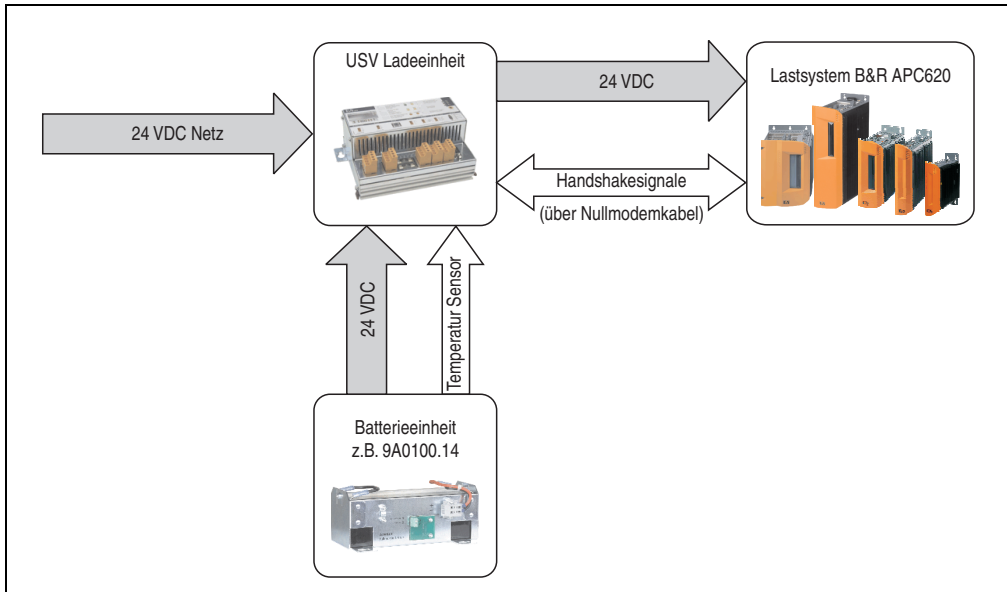 USV Ladeeinheit
24 VDC
Lastsystem B&R APC620
24 VDC Netz
Handshakesignale
(über Nullmodemkabel)
24 VDC
Temperatur Sensor
Batterieeinheit
z.B. 9A0100.14